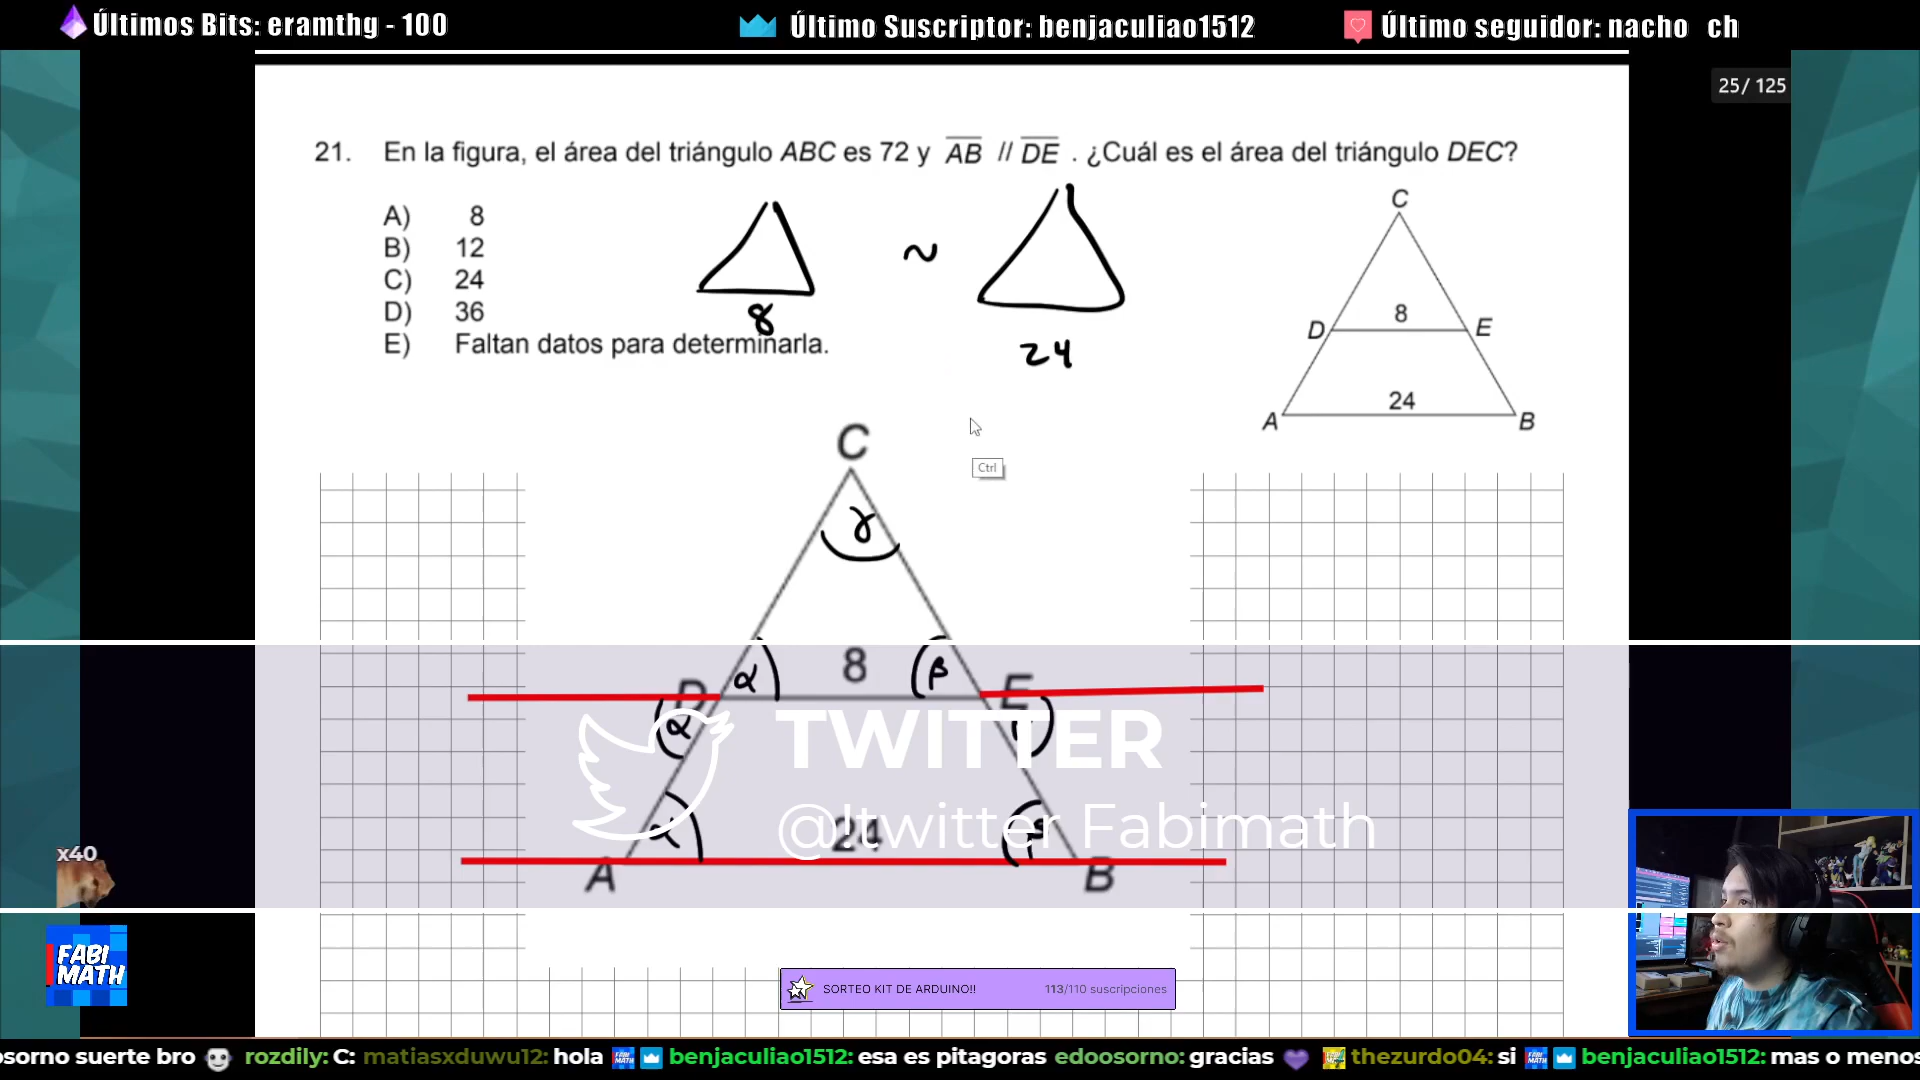 Últimos Bits: eramthg - 100
Último Suscriptor: benjaculiao1512
Último seguidor: nacho ch
25/ 125
21. En la figura, el área del triángulo ABC es 72 y AB // DE . ¿Cuál es el área del triángulo DEC?
A) 8
B) 12
C) 24
D) 36
E) Faltan datos para determinarla.
8
~
24
C
D
8
E
A
24
B
C
Ctrl
γ
D
α
8
β
E
α
TWITTER
@!twitter Fabimath
α
24
β
A
B
x40
FABI
MATH
SORTEO KIT DE ARDUINO!!
113/110 suscripciones
osorno suerte bro rozdily: C: matiasxduwu12: hola benjaculiao1512: esa es pitagoras edoosorno: gracias thezurdo04: si benjaculiao1512: mas o menos